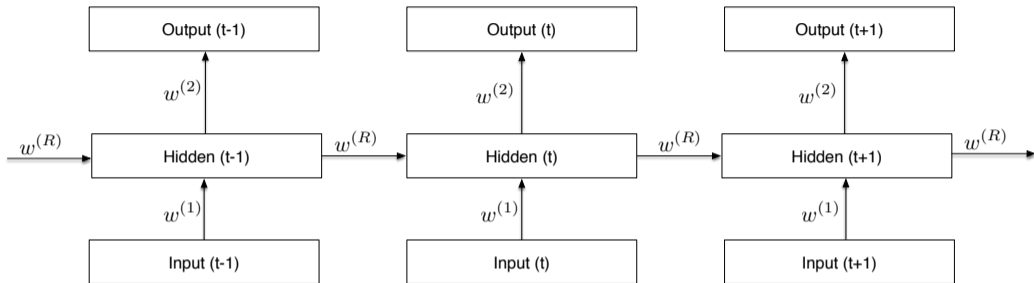 Output (t-1) Output (t) Output (t+1)
w^(2) w^(2) w^(2)
w^(R) Hidden (t-1) w^(R) Hidden (t) w^(R) Hidden (t+1) w^(R)
w^(1) w^(1) w^(1)
Input (t-1) Input (t) Input (t+1)